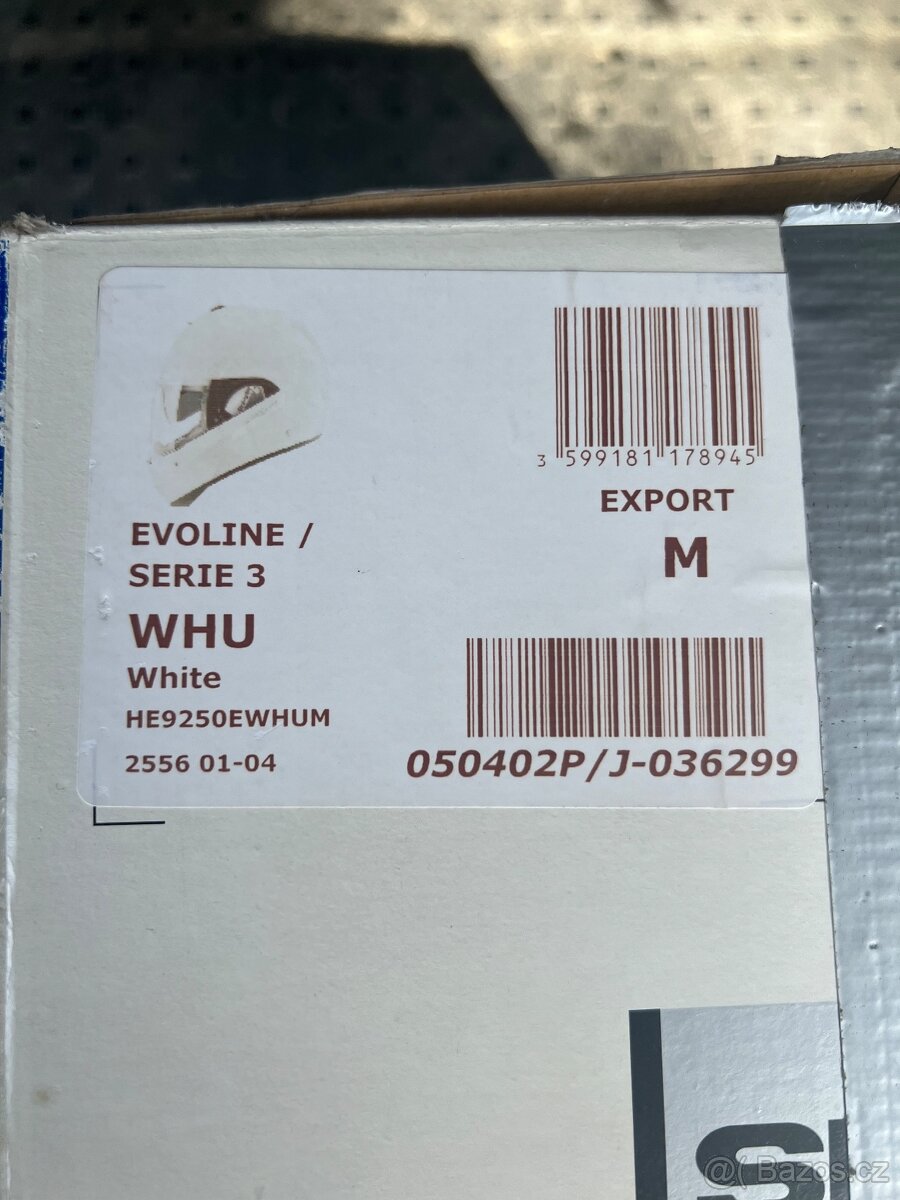 3 599181 178945
EXPORT
M
EVOLINE /
SERIE 3
WHU
White
HE9250EWHUM
2556 01-04
050402P/J-036299
S
@( Bazos.cz